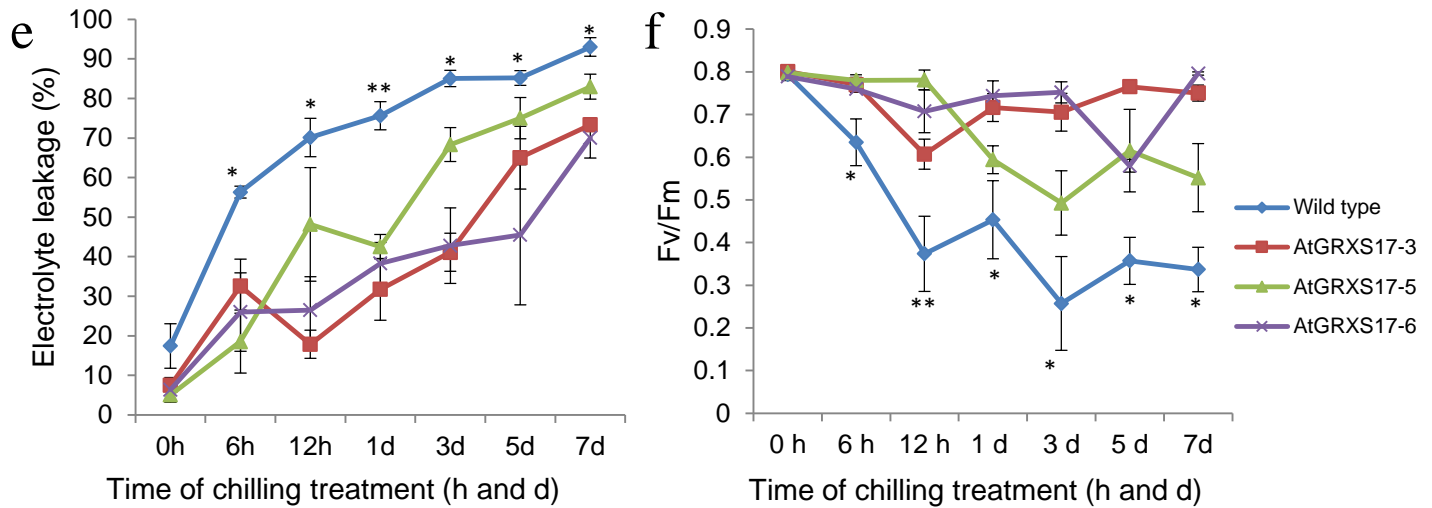 e
Electrolyte leakage (%)
100
90
80
70
60
50
40
30
20
10
0
*
*
**
*
*
*
0h 6h 12h 1d 3d 5d 7d
Time of chilling treatment (h and d)
f
Fv/Fm
0.9
0.8
0.7
0.6
0.5
0.4
0.3
0.2
0.1
0
*
**
*
*
*
*
0 h 6 h 12 h 1 d 3 d 5 d 7d
Time of chilling treatment (h and d)
Wild type
AtGRXS17-3
AtGRXS17-5
AtGRXS17-6